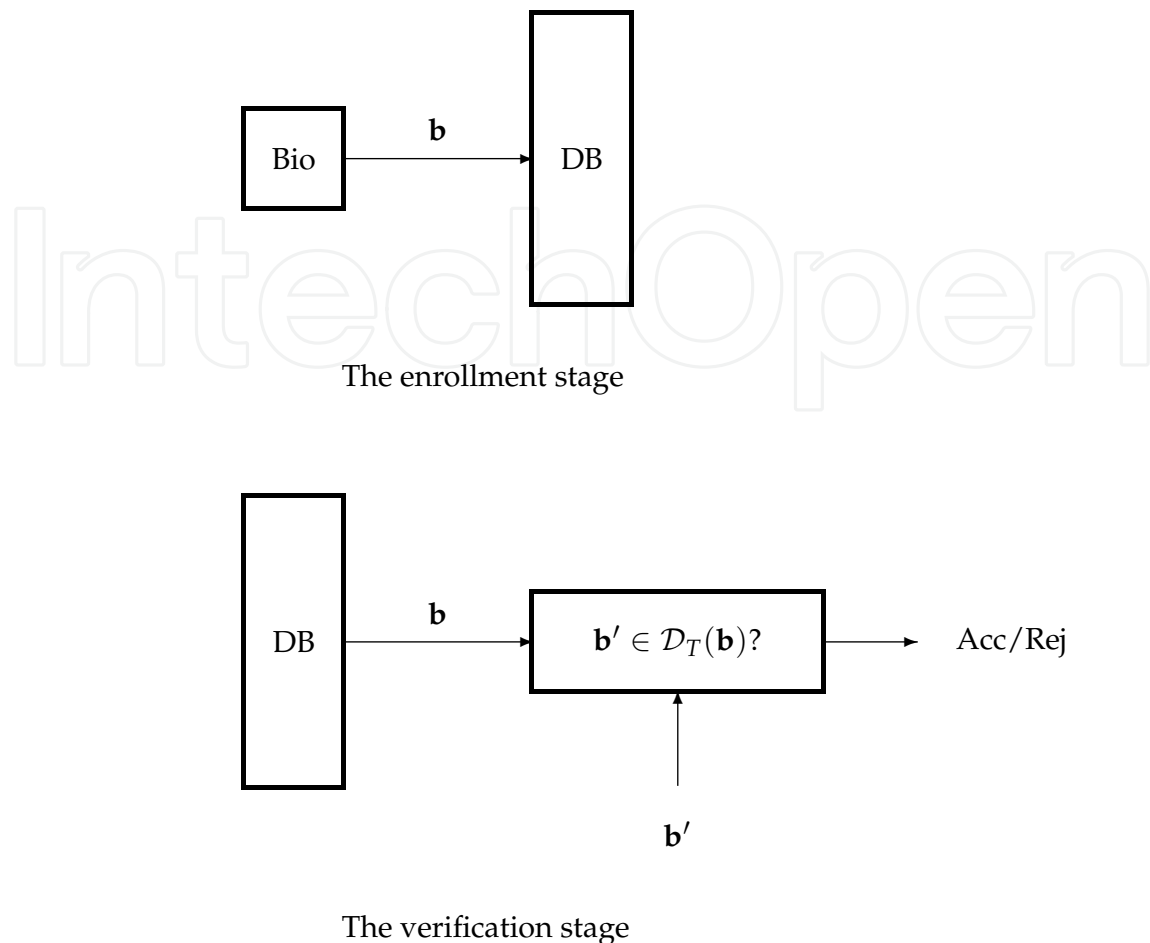 b
Bio
DB
IntechOpen
The enrollment stage
b
DB
b′ ∈ 𝒟_T(b)?
Acc/Rej
b′
The verification stage